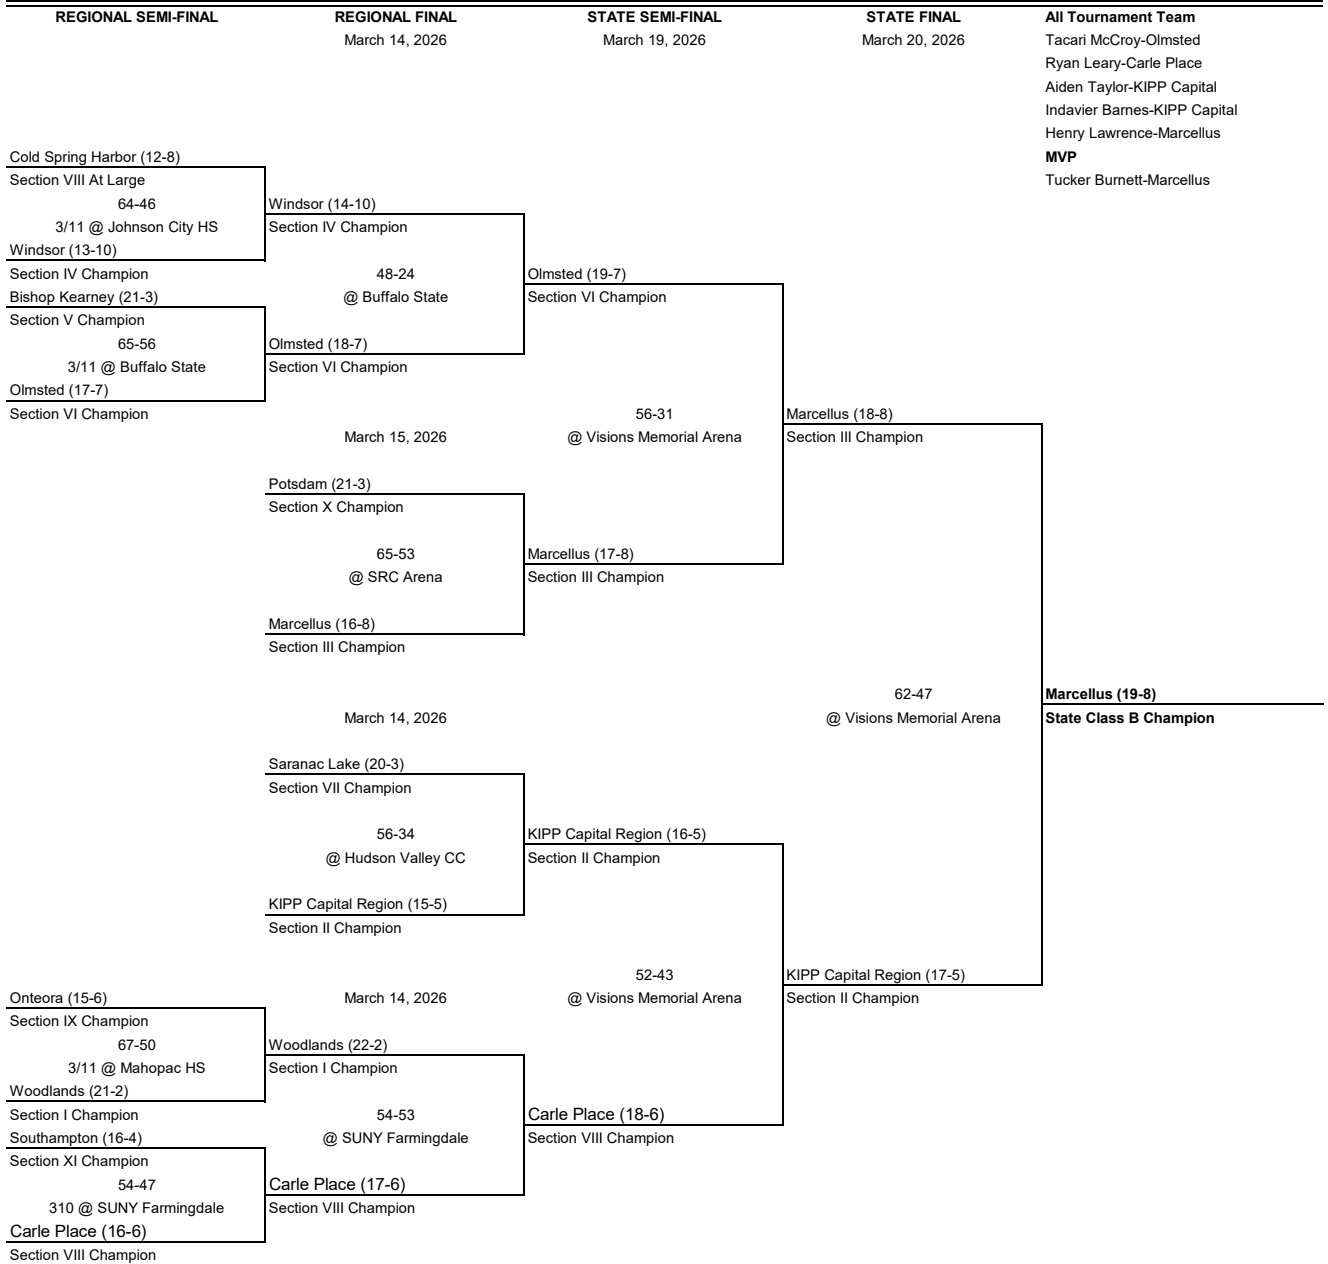 REGIONAL SEMI-FINAL
REGIONAL FINAL
STATE SEMI-FINAL
STATE FINAL
All Tournament Team
March 14, 2026
March 19, 2026
March 20, 2026
Tacari McCroy-Olmsted
Ryan Leary-Carle Place
Aiden Taylor-KIPP Capital
Indavier Barnes-KIPP Capital
Henry Lawrence-Marcellus
MVP
Tucker Burnett-Marcellus
Cold Spring Harbor (12-8)
Section VIII At Large
64-46
3/11 @ Johnson City HS
Windsor (13-10)
Section IV Champion
Bishop Kearney (21-3)
Section V Champion
65-56
3/11 @ Buffalo State
Olmsted (17-7)
Section VI Champion
Windsor (14-10)
Section IV Champion
48-24
@ Buffalo State
Olmsted (18-7)
Section VI Champion
March 15, 2026
Potsdam (21-3)
Section X Champion
65-53
@ SRC Arena
Marcellus (16-8)
Section III Champion
Olmsted (19-7)
Section VI Champion
56-31
@ Visions Memorial Arena
Marcellus (17-8)
Section III Champion
Marcellus (18-8)
Section III Champion
62-47
@ Visions Memorial Arena
Marcellus (19-8)
State Class B Champion
March 14, 2026
Saranac Lake (20-3)
Section VII Champion
56-34
@ Hudson Valley CC
KIPP Capital Region (15-5)
Section II Champion
KIPP Capital Region (16-5)
Section II Champion
52-43
@ Visions Memorial Arena
KIPP Capital Region (17-5)
Section II Champion
Onteora (15-6)
Section IX Champion
67-50
3/11 @ Mahopac HS
Woodlands (21-2)
Section I Champion
Southampton (16-4)
Section XI Champion
54-47
310 @ SUNY Farmingdale
Carle Place (16-6)
Section VIII Champion
March 14, 2026
Woodlands (22-2)
Section I Champion
54-53
@ SUNY Farmingdale
Carle Place (17-6)
Section VIII Champion
Carle Place (18-6)
Section VIII Champion